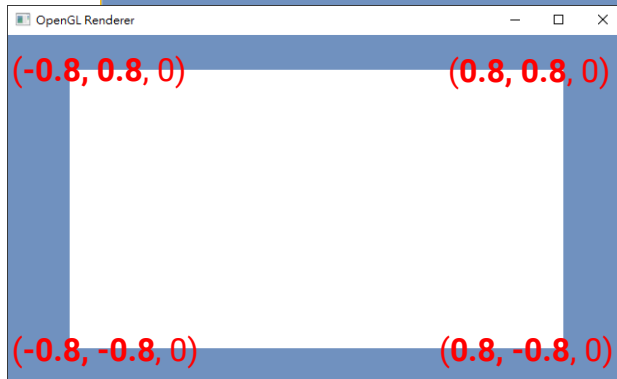 OpenGL Renderer
(-0.8, 0.8, 0) (0.8, 0.8, 0)
(-0.8, -0.8, 0) (0.8, -0.8, 0)